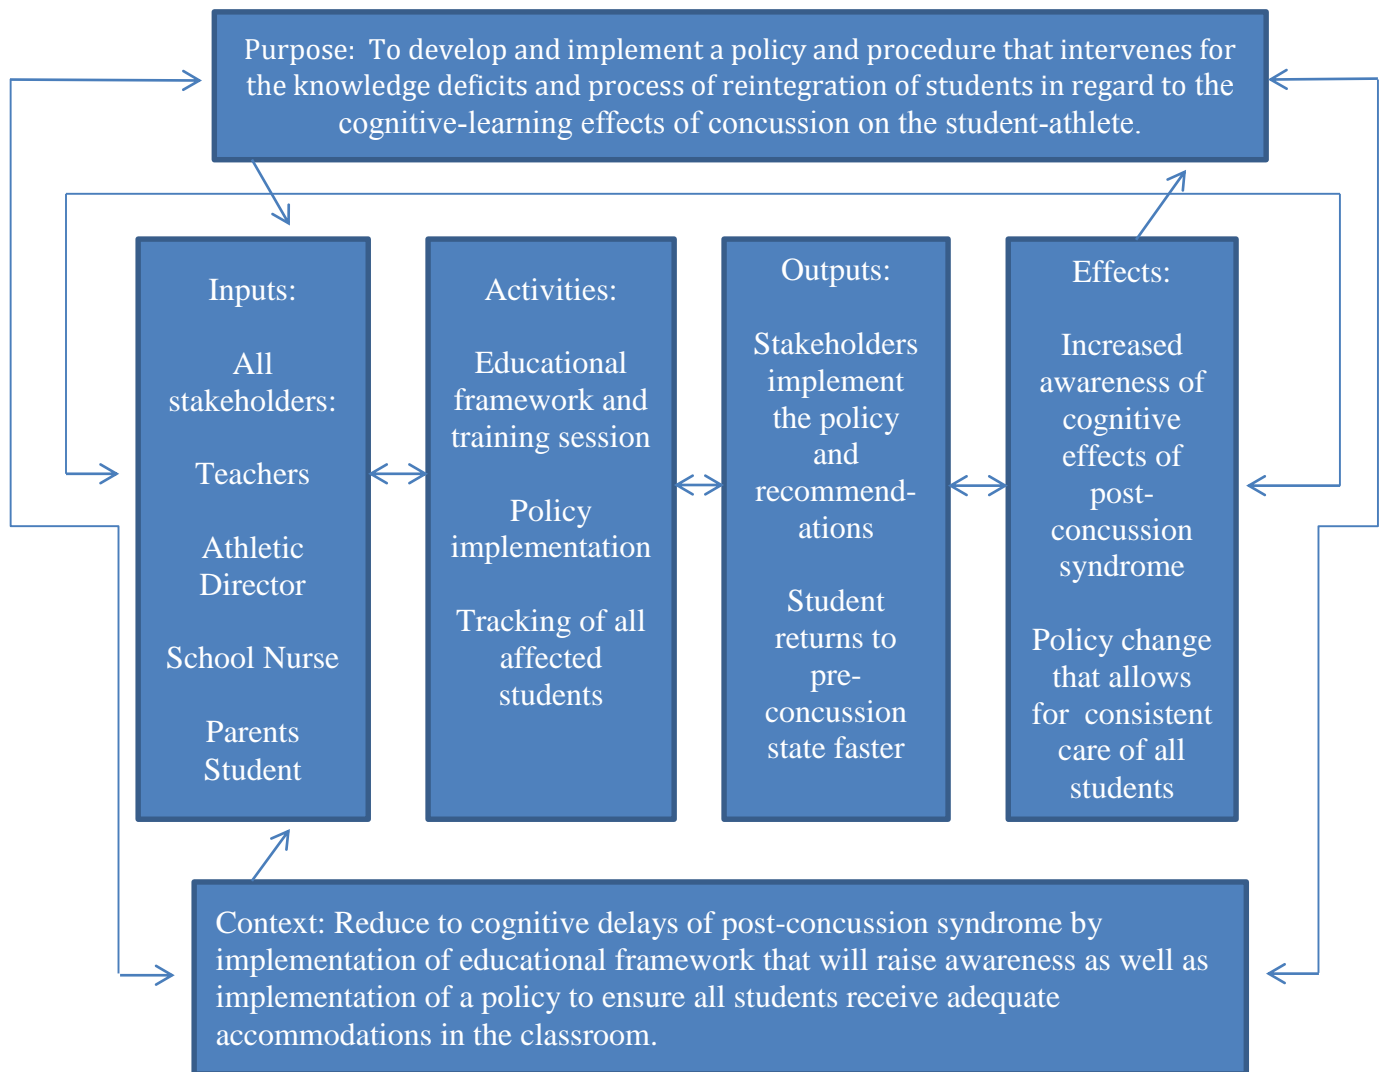 Purpose:  To develop and implement a policy and procedure that intervenes for
the knowledge deficits and process of reintegration of students in regard to the
cognitive-learning effects of concussion on the student-athlete.
Inputs:
All
stakeholders:
Teachers
Athletic
Director
School Nurse
Parents
Student
Activities:
Educational
framework and
training session
Policy
implementation
Tracking of all
affected
students
Outputs:
Stakeholders
implement
the policy
and
recommend-
ations
Student
returns to
pre-
concussion
state faster
Effects:
Increased
awareness of
cognitive
effects of
post-
concussion
syndrome
Policy change
that allows
for  consistent
care of all
students
Context: Reduce to cognitive delays of post-concussion syndrome by
implementation of educational framework that will raise awareness as well as
implementation of a policy to ensure all students receive adequate
accommodations in the classroom.